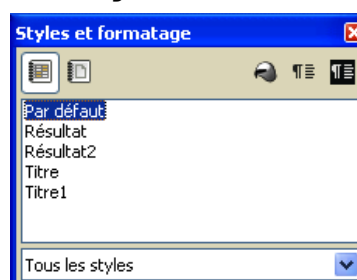 Styles et formatage
Par défaut
Résultat
Résultat2
Titre
Titre1
Tous les styles